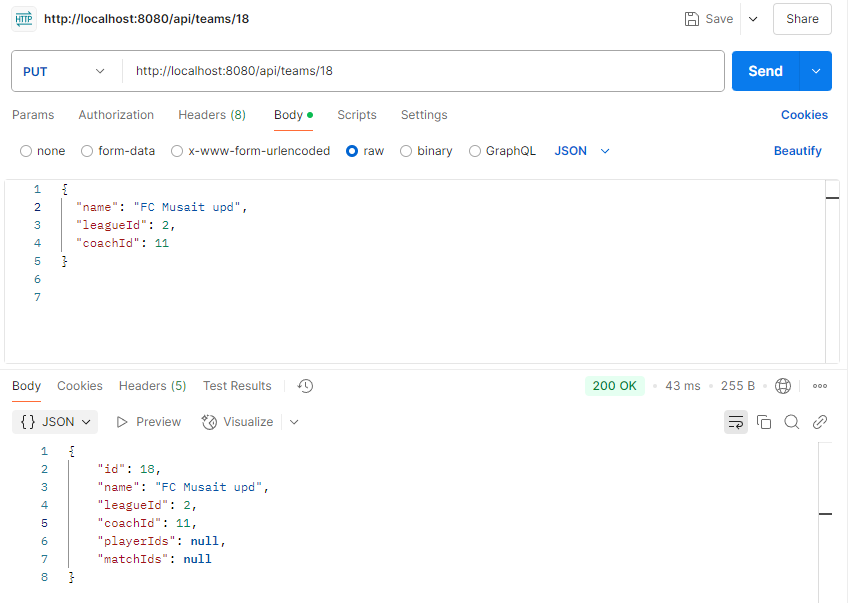 HTTP http://localhost:8080/api/teams/18 Save Share
PUT http://localhost:8080/api/teams/18 Send
Params Authorization Headers (8) Body Scripts Settings Cookies
none form-data x-www-form-urlencoded raw binary GraphQL JSON Beautify
1 {
2 "name": "FC Musait upd",
3 "leagueId": 2,
4 "coachId": 11
5 }
6
7
Body Cookies Headers (5) Test Results 200 OK 43 ms 255 B
{} JSON Preview Visualize
1 {
2 "id": 18,
3 "name": "FC Musait upd",
4 "leagueId": 2,
5 "coachId": 11,
6 "playerIds": null,
7 "matchIds": null
8 }